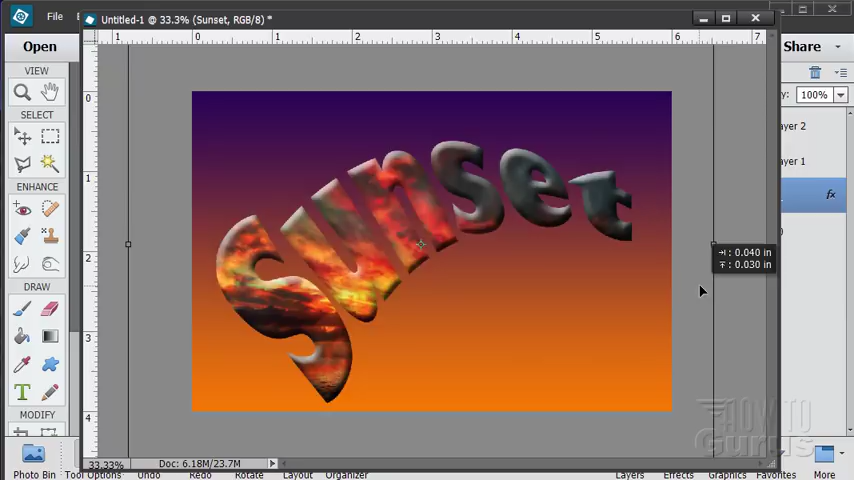 File
Untitled-1 @ 33.3% (Sunset, RGB/8) *
Open
Share
1 0 1 2 3 4 5 6 7
VIEW
100%
0
SELECT
ayer 2
1
ayer 1
Sunset
fx
ENHANCE
2
: 0.040 in
: 0.030 in
DRAW
3
T
4
MODIFY
HOW TO
Gurus
33.33%
Doc: 6.18M/23.7M
Photo Bin
Tool Options
Undo
Redo
Rotate
Layout
Organizer
Layers
Effects
Graphics
Favorites
More